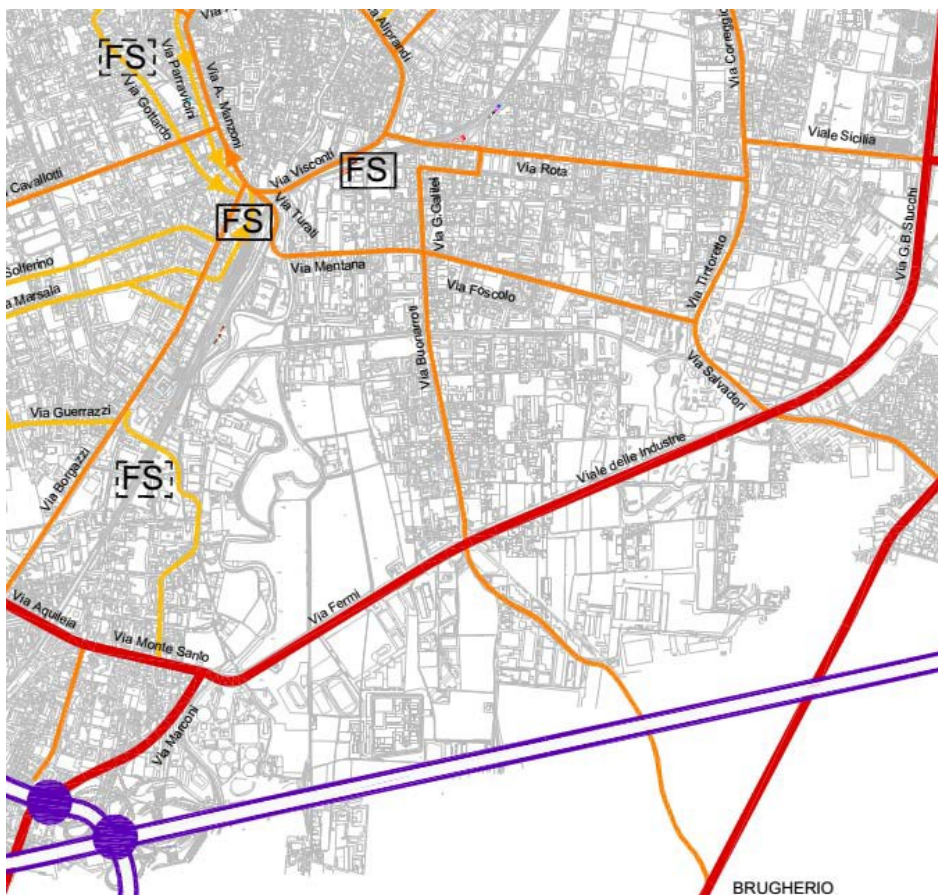 Via Aliprandi
FS
Via Parravicini
Via Gottardo
Via A. Manzoni
Via Correggio
Viale Sicilia
Via Visconti
FS
Via Rota
Cavallotti
FS
Via Turati
Via G.Galilei
Via G.B.Stucchi
Via Mentana
Solferino
Via Foscolo
Via Tintoretto
Marsala
Via Buonarroti
Via Salvadori
Via Guerrazzi
Viale delle Industrie
Via Borgazzi
FS
Via Fermi
Via Aquileia
Via Monte Santo
Via Marconi
BRUGHERIO